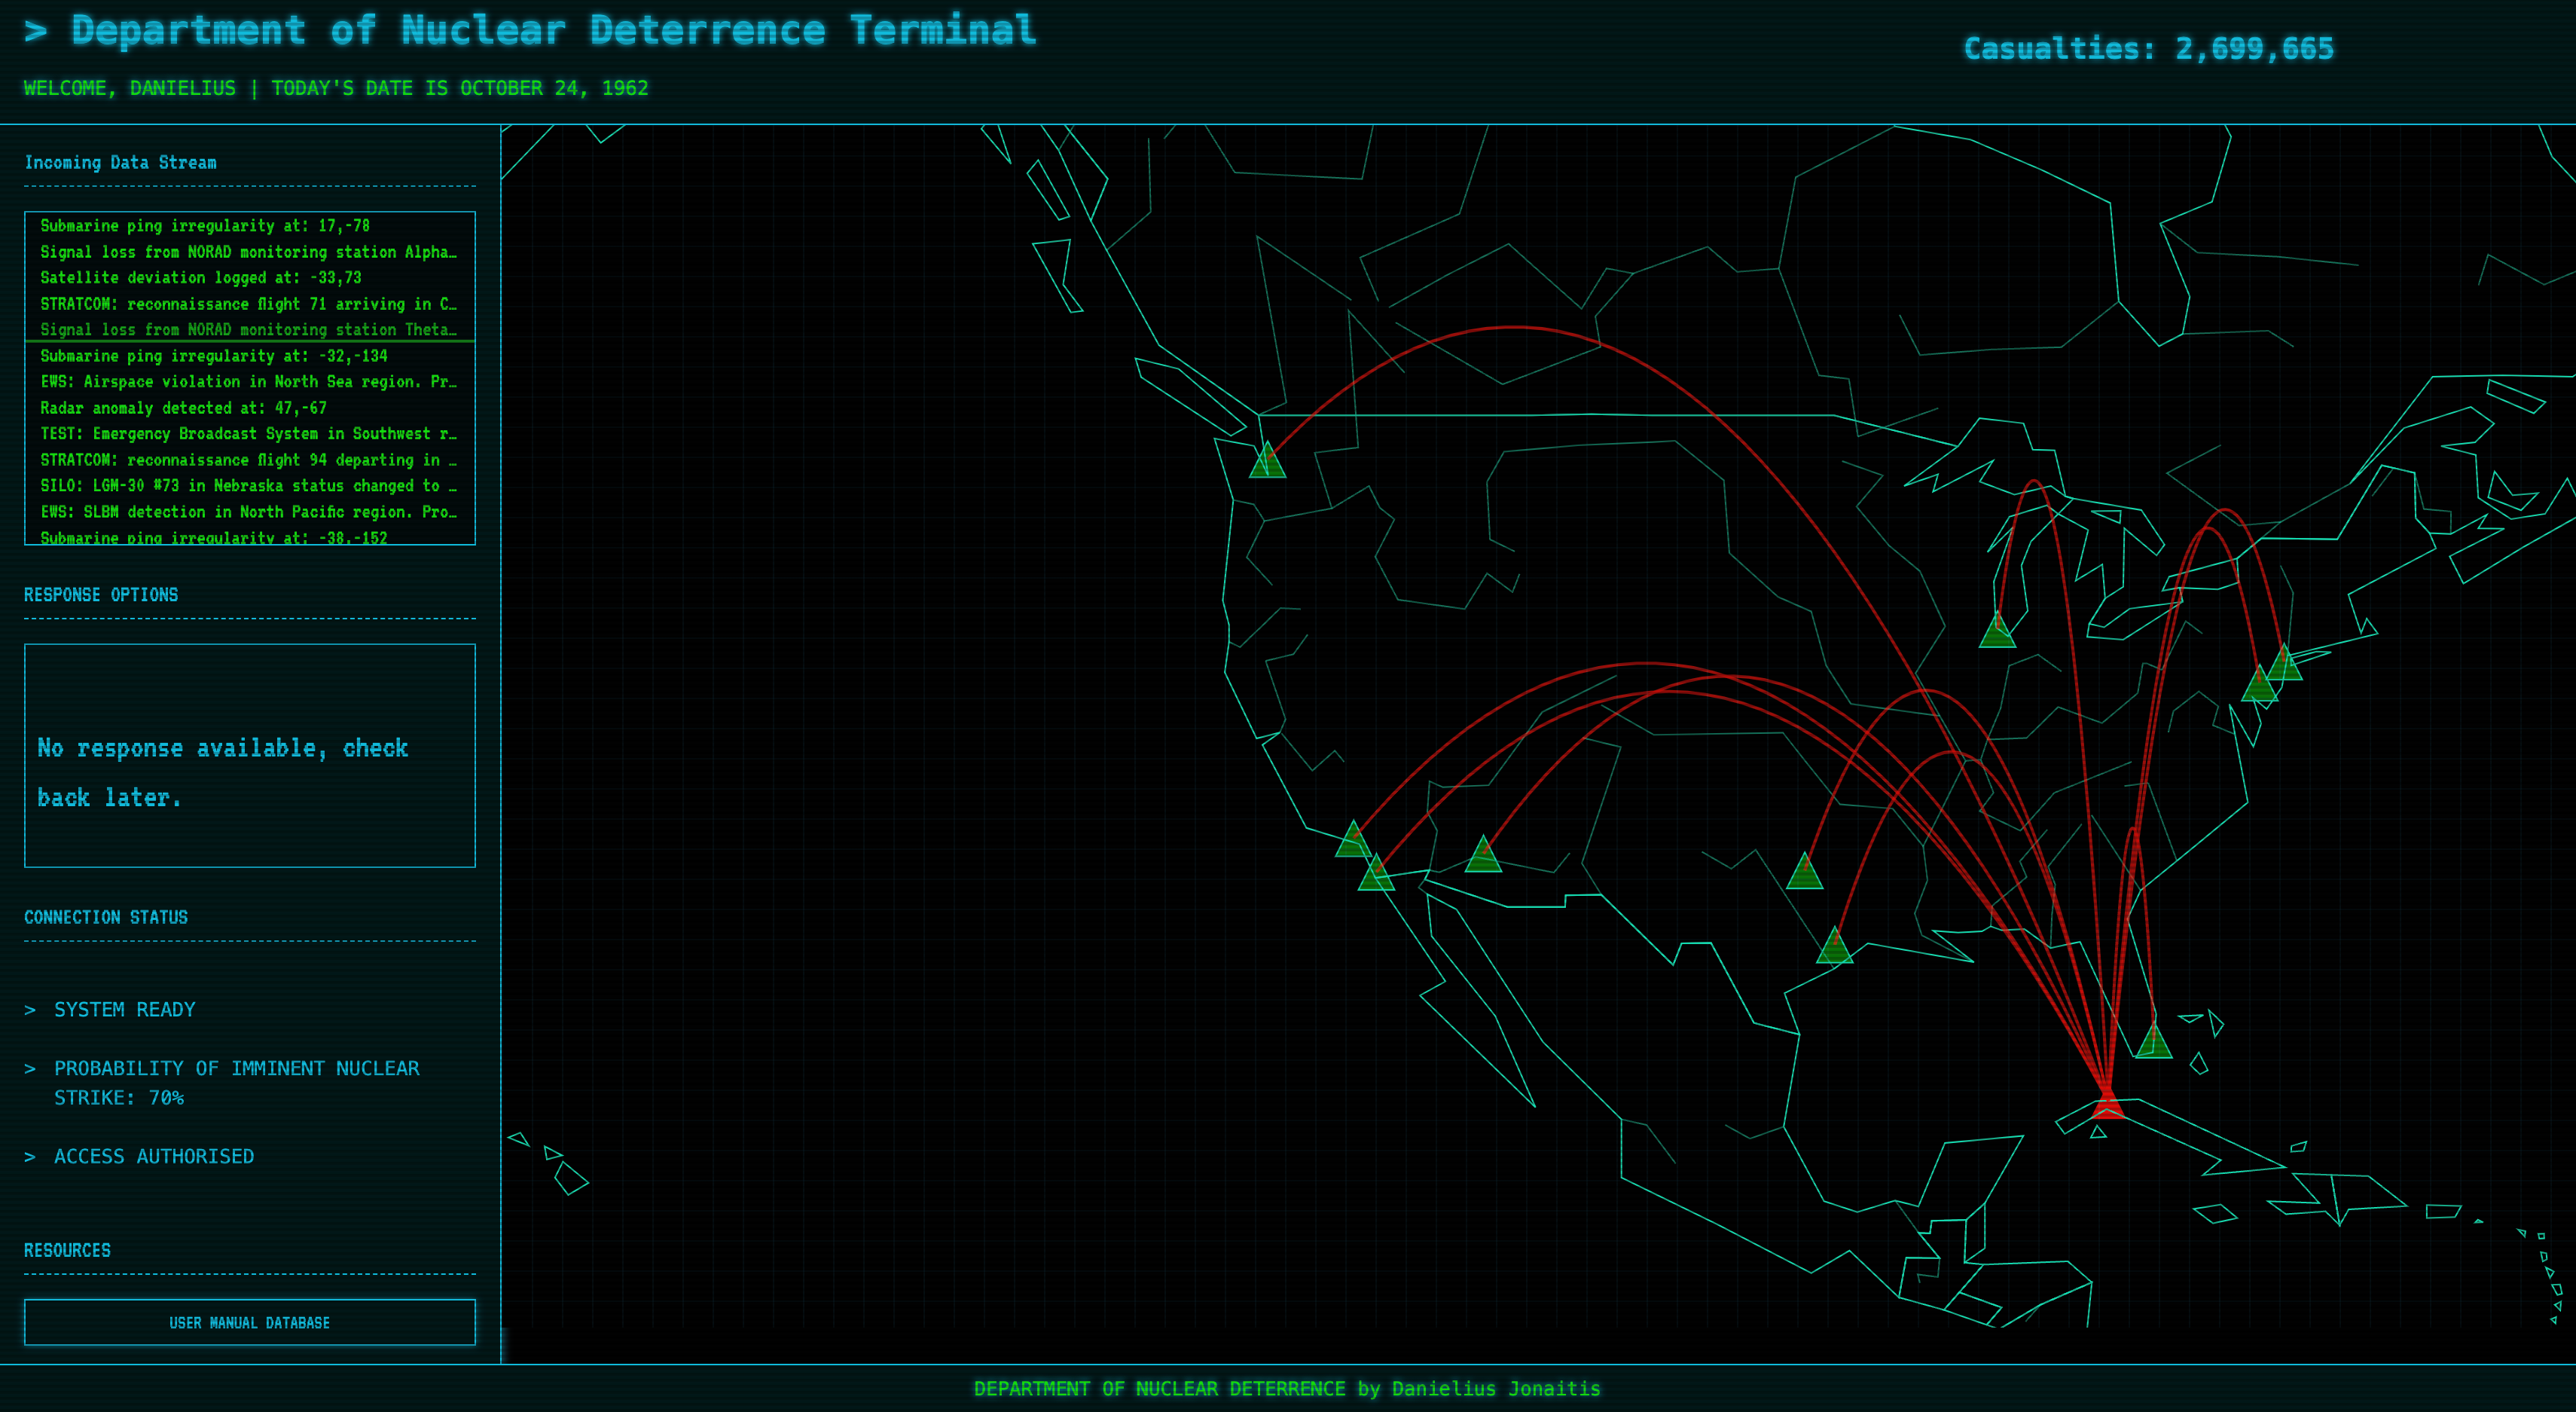 > Department of Nuclear Deterrence Terminal
Casualties: 2,699,665
WELCOME, DANIELIUS | TODAY'S DATE IS OCTOBER 24, 1962
Incoming Data Stream
Submarine ping irregularity at: 17,-78
Signal loss from NORAD monitoring station Alpha…
Satellite deviation logged at: -33,73
STRATCOM: reconnaissance flight 71 arriving in C…
Signal loss from NORAD monitoring station Theta…
Submarine ping irregularity at: -32,-134
EWS: Airspace violation in North Sea region. Pr…
Radar anomaly detected at: 47,-67
TEST: Emergency Broadcast System in Southwest r…
STRATCOM: reconnaissance flight 94 departing in …
SILO: LGM-30 #73 in Nebraska status changed to …
EWS: SLBM detection in North Pacific region. Pro…
Submarine ping irregularity at: -38,-152
RESPONSE OPTIONS
No response available, check
back later.
CONNECTION STATUS
> SYSTEM READY
> PROBABILITY OF IMMINENT NUCLEAR
STRIKE: 70%
> ACCESS AUTHORISED
RESOURCES
USER MANUAL DATABASE
DEPARTMENT OF NUCLEAR DETERRENCE by Danielius Jonaitis